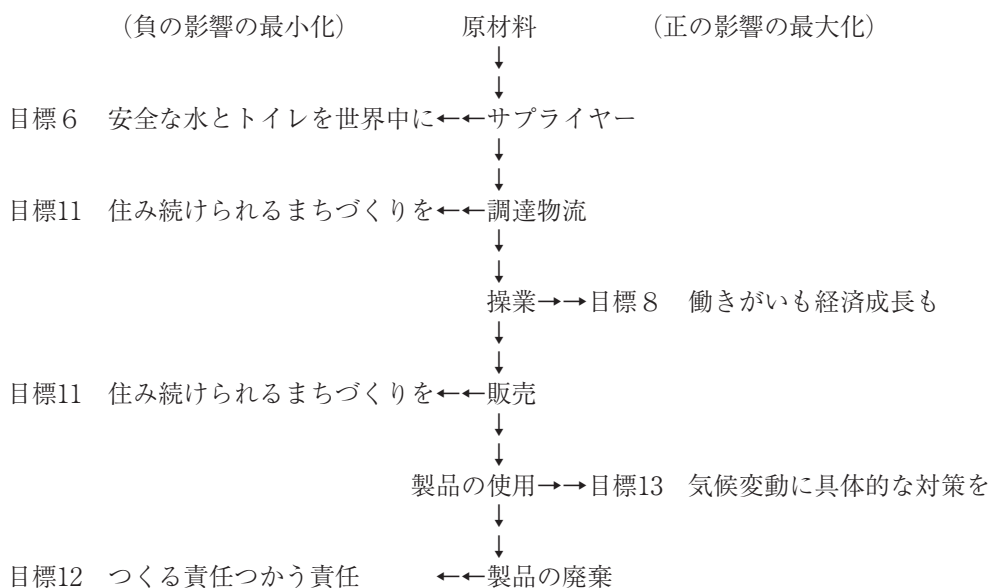 （負の影響の最小化） 原材料 （正の影響の最大化）
↓
↓
目標６ 安全な水とトイレを世界中に←←サプライヤー
↓
↓
目標11 住み続けられるまちづくりを←←調達物流
↓
↓
操業→→目標８ 働きがいも経済成長も
↓
↓
目標11 住み続けられるまちづくりを←←販売
↓
↓
製品の使用→→目標13 気候変動に具体的な対策を
↓
↓
目標12 つくる責任つかう責任 ←←製品の廃棄